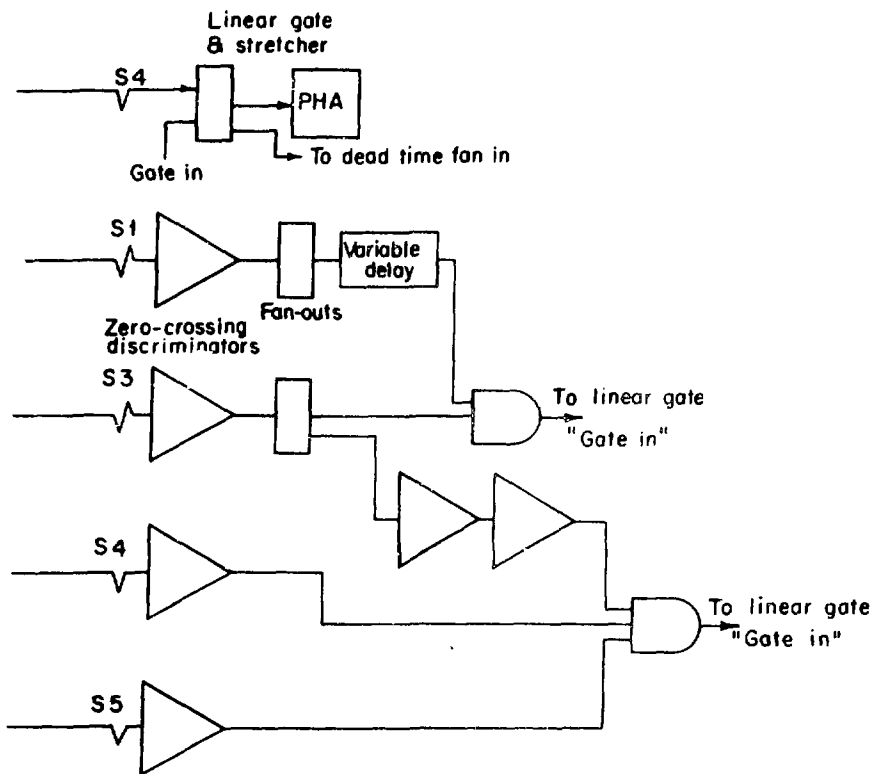 Linear gate
& stretcher
S4
PHA
Gate in
To dead time fan in
S1
Variable
delay
Fan-outs
Zero-crossing
discriminators
S3
To linear gate
"Gate in"
S4
To linear gate
"Gate in"
S5